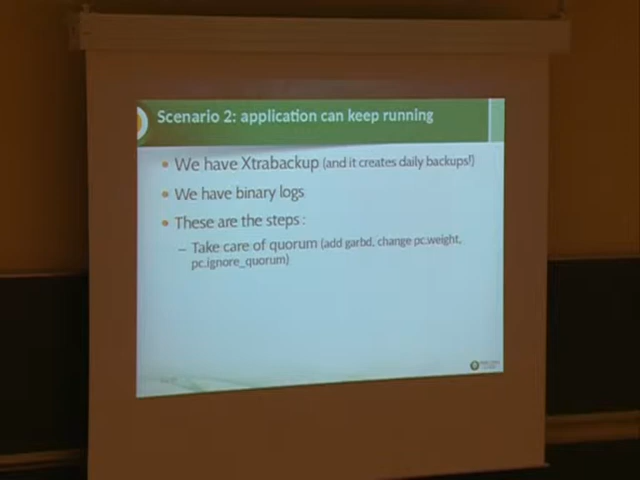 Scenario 2: application can keep running
We have Xtrabackup (and it creates daily backups!)
We have binary logs
These are the steps :
– Take care of quorum (add garbd, change pc.weight,
pc.ignore_quorum)